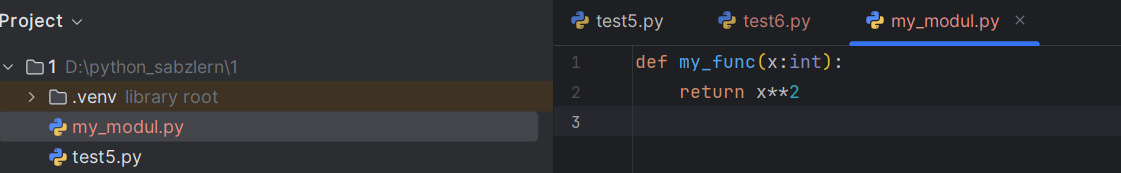 Project
1 D:\python_sabzlern\1
.venv library root
my_modul.py
test5.py
test5.py test6.py my_modul.py
1 def my_func(x:int):
2     return x**2
3